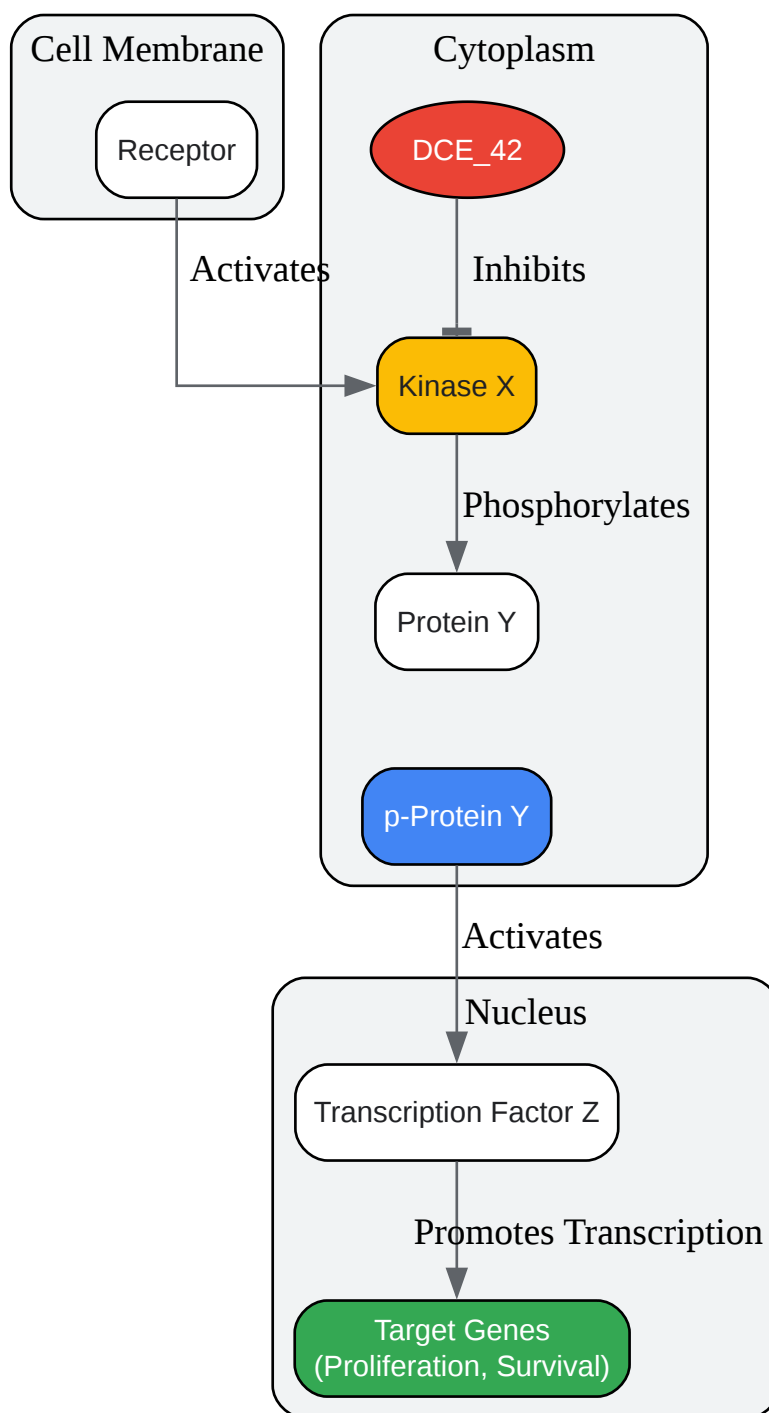 Cell Membrane
Cytoplasm
Receptor
DCE_42
Activates
Inhibits
Kinase X
Phosphorylates
Protein Y
p-Protein Y
Activates
Nucleus
Transcription Factor Z
Promotes Transcription
Target Genes
(Proliferation, Survival)